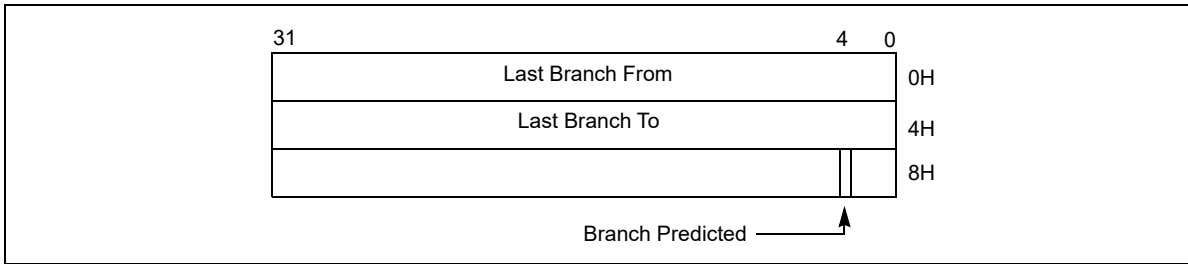 31 4 0
Last Branch From 0H
Last Branch To 4H
8H
Branch Predicted